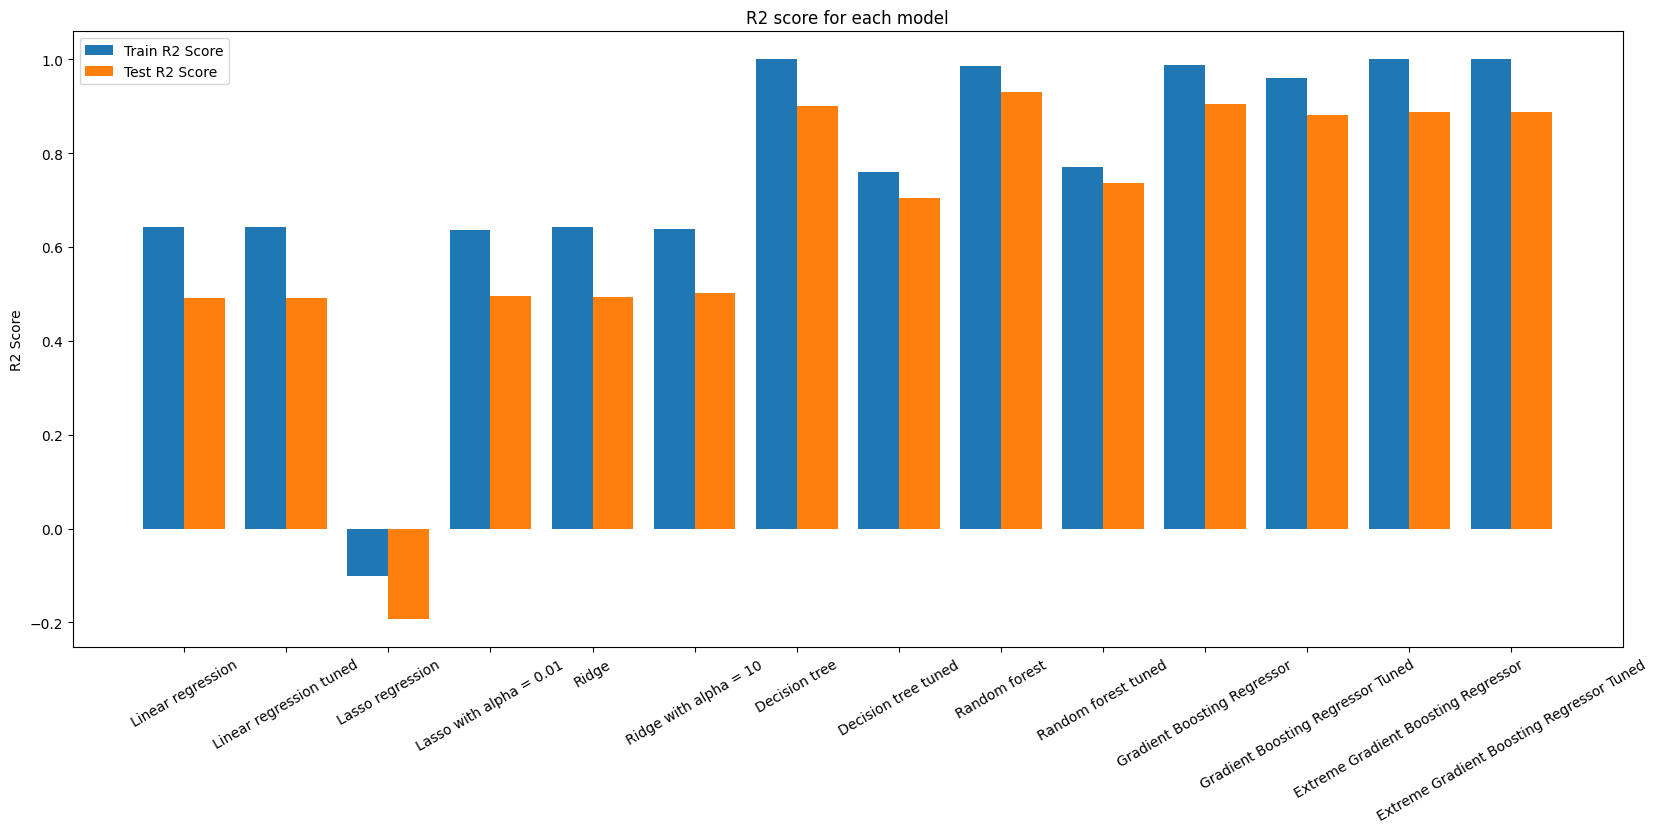 R2 score for each model
Train R2 Score
Test R2 Score
R2 Score
1.0
0.8
0.6
0.4
0.2
0.0
−0.2
Linear regression
Linear regression tuned
Lasso regression
Lasso with alpha = 0.01
Ridge
Ridge with alpha = 10
Decision tree
Decision tree tuned
Random forest
Random forest tuned
Gradient Boosting Regressor
Gradient Boosting Regressor Tuned
Extreme Gradient Boosting Regressor
Extreme Gradient Boosting Regressor Tuned